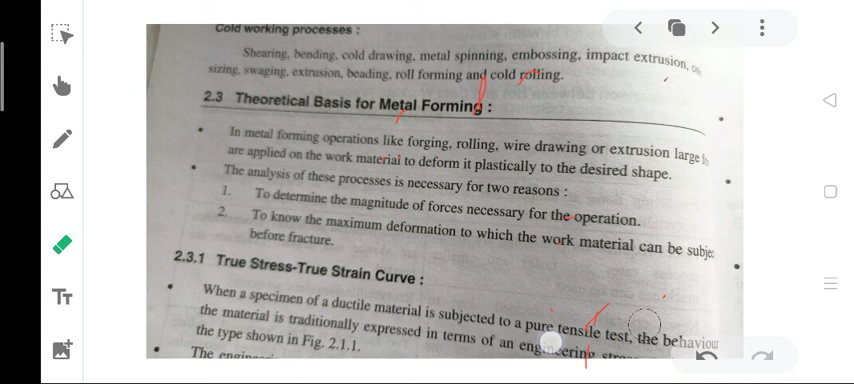 Cold working processes :
Shearing, bending, cold drawing, metal spinning, embossing, impact extrusion,
sizing, swaging, extrusion, beading, roll forming and cold rolling.
2.3 Theoretical Basis for Metal Forming :
• In metal forming operations like forging, rolling, wire drawing or extrusion large
are applied on the work material to deform it plastically to the desired shape.
• The analysis of these processes is necessary for two reasons :
1. To determine the magnitude of forces necessary for the operation.
2. To know the maximum deformation to which the work material can be
before fracture.
2.3.1 True Stress-True Strain Curve :
• When a specimen of a ductile material is subjected to a pure tensile test, the behaviour
the material is traditionally expressed in terms of an engineering
the type shown in Fig. 2.1.1.
• The
TT